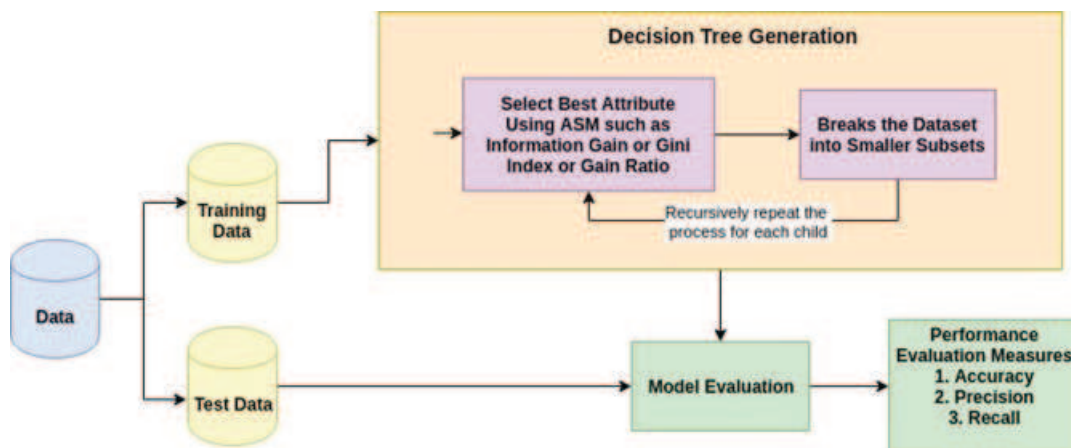 Decision Tree Generation
Select Best Attribute
Using ASM such as
Information Gain or Gini
Index or Gain Ratio
Breaks the Dataset
into Smaller Subsets
Recursively repeat the
process for each child
Training
Data
Data
Test Data
Model Evaluation
Performance
Evaluation Measures
1. Accuracy
2. Precision
3. Recall